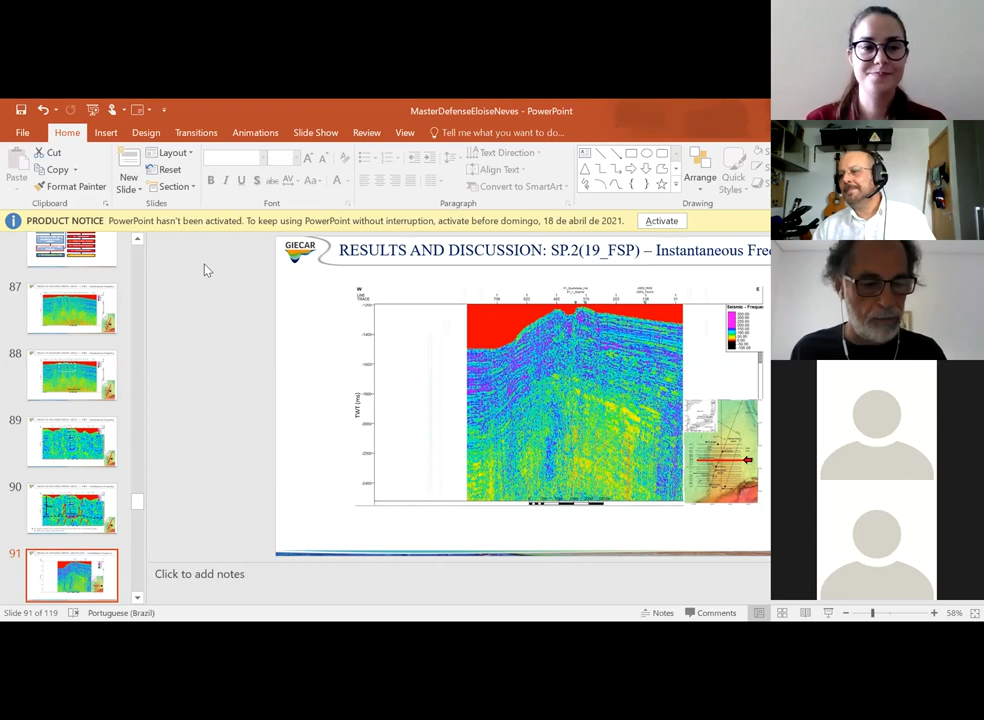 MasterDefenseEloiseNeves - PowerPoint
File Home Insert Design Transitions Animations Slide Show Review View Tell me what you want to do...
Paste Cut Copy Format Painter
New Slide Layout Reset Section
Text Direction Align Text Convert to SmartArt
Arrange Quick Styles
Clipboard Slides Font Paragraph Drawing
PRODUCT NOTICE PowerPoint hasn't been activated. To keep using PowerPoint without interruption, activate before domingo, 18 de abril de 2021. Activate
87
88
89
90
91
GIECAR
RESULTS AND DISCUSSION: SP.2(19_FSP) – Instantaneous Fre
W E
LINE
TRACE
TWT (ms)
Seismic - Freque
Click to add notes
Slide 91 of 119 Portuguese (Brazil) Notes Comments 58%